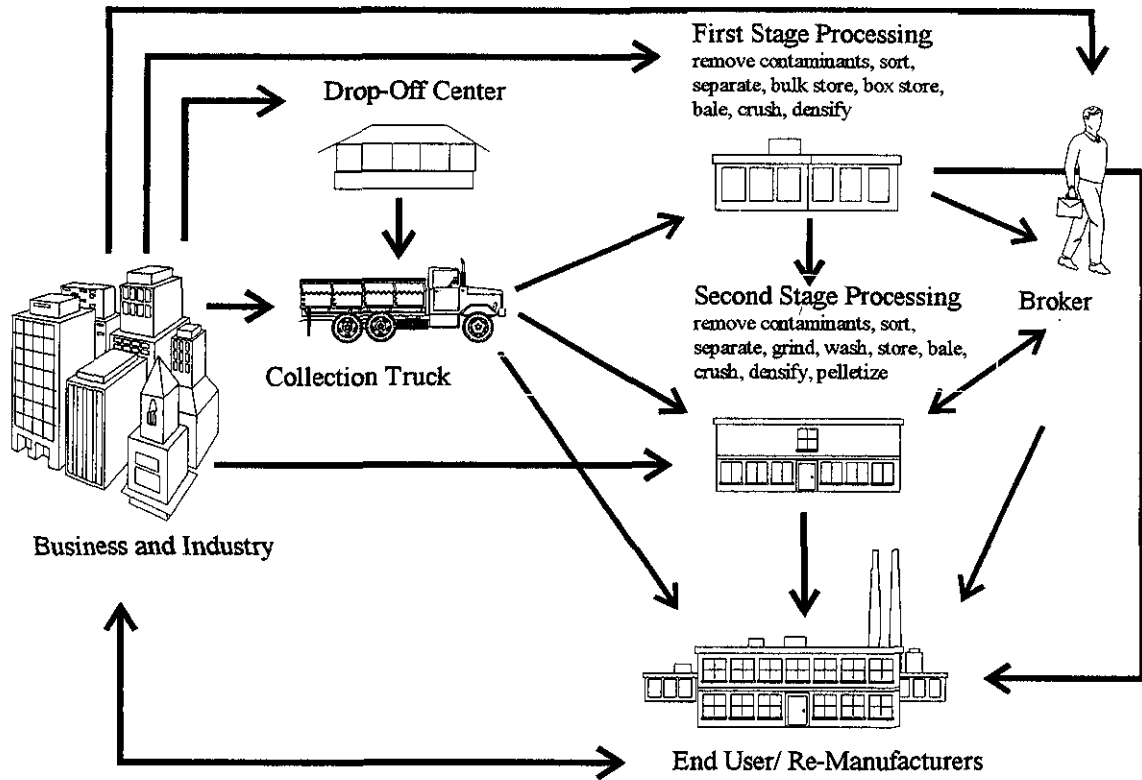 First Stage Processing
remove contaminants, sort,
separate, bulk store, box store,
bale, crush, densify
Drop-Off Center
Second Stage Processing
remove contaminants, sort,
separate, grind, wash, store, bale,
crush, densify, pelletize
Broker
Collection Truck
Business and Industry
End User/ Re-Manufacturers